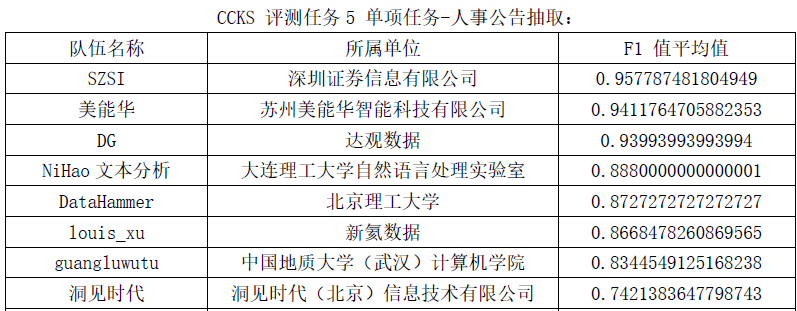 CCKS 评测任务5 单项任务-人事公告抽取:
队伍名称 所属单位 F1 值平均值
SZSI 深圳证券信息有限公司 0.957787481804949
美能华 苏州美能华智能科技有限公司 0.9411764705882353
DG 达观数据 0.93993993993994
NiHao 文本分析 大连理工大学自然语言处理实验室 0.8880000000000001
DataHammer 北京理工大学 0.8727272727272727
louis_xu 新氦数据 0.8668478260869565
guangluwutu 中国地质大学（武汉）计算机学院 0.8344549125168238
洞见时代 洞见时代（北京）信息技术有限公司 0.7421383647798743